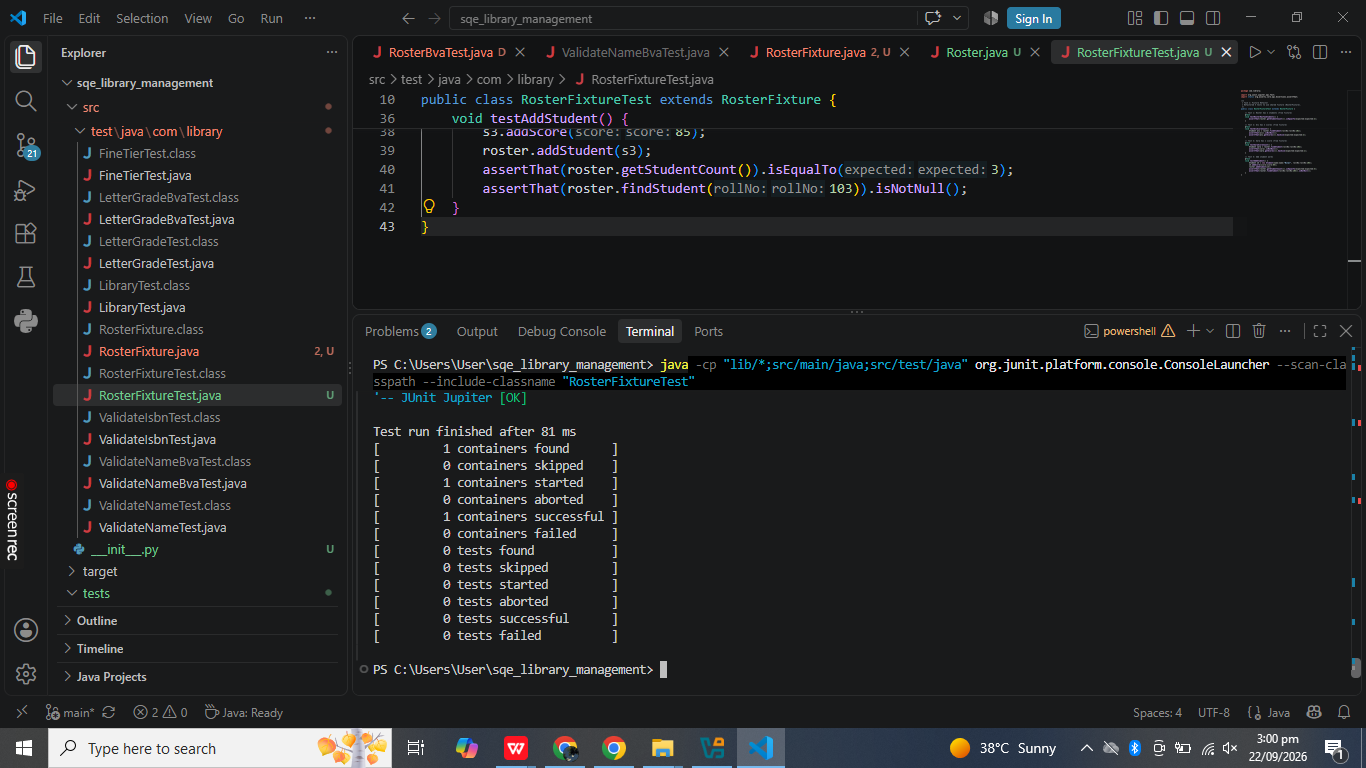 File Edit Selection View Go Run ···
sqe_library_management
Sign In
Explorer ···
sqe_library_management
src
test\java\com\library
FineTierTest.class
J FineTierTest.java
LetterGradeBvaTest.class
J LetterGradeBvaTest.java
LetterGradeTest.class
J LetterGradeTest.java
LibraryTest.class
J LibraryTest.java
RosterFixture.class
J RosterFixture.java 2, U
RosterFixtureTest.class
J RosterFixtureTest.java U
ValidateIsbnTest.class
J ValidateIsbnTest.java
ValidateNameBvaTest.class
J ValidateNameBvaTest.java
ValidateNameTest.class
J ValidateNameTest.java
__init__.py U
target
tests
Outline
Timeline
Java Projects
21
J RosterBvaTest.java D
J ValidateNameBvaTest.java
J RosterFixture.java 2, U
J Roster.java U
J RosterFixtureTest.java U
src > test > java > com > library > J RosterFixtureTest.java
10 public class RosterFixtureTest extends RosterFixture {
36 void testAddStudent() {
38 s3.addScore(score: score: 85);
39 roster.addStudent(s3);
40 assertThat(roster.getStudentCount()).isEqualTo(expected: expected: 3);
41 assertThat(roster.findStudent(rollNo: rollNo: 103)).isNotNull();
42 }
43 }
Problems 2 Output Debug Console Terminal Ports
powershell
PS C:\Users\User\sqe_library_management> java -cp "lib/*;src/main/java;src/test/java" org.junit.platform.console.ConsoleLauncher --scan-cla
sspath --include-classname "RosterFixtureTest"
'-- JUnit Jupiter [OK]
Test run finished after 81 ms
[ 1 containers found ]
[ 0 containers skipped ]
[ 1 containers started ]
[ 0 containers aborted ]
[ 1 containers successful ]
[ 0 containers failed ]
[ 0 tests found ]
[ 0 tests skipped ]
[ 0 tests started ]
[ 0 tests aborted ]
[ 0 tests successful ]
[ 0 tests failed ]
PS C:\Users\User\sqe_library_management>
screenrec
main* 2 0 Java: Ready
Spaces: 4 UTF-8 {} Java
Type here to search
38°C Sunny
3:00 pm
22/09/2026
1